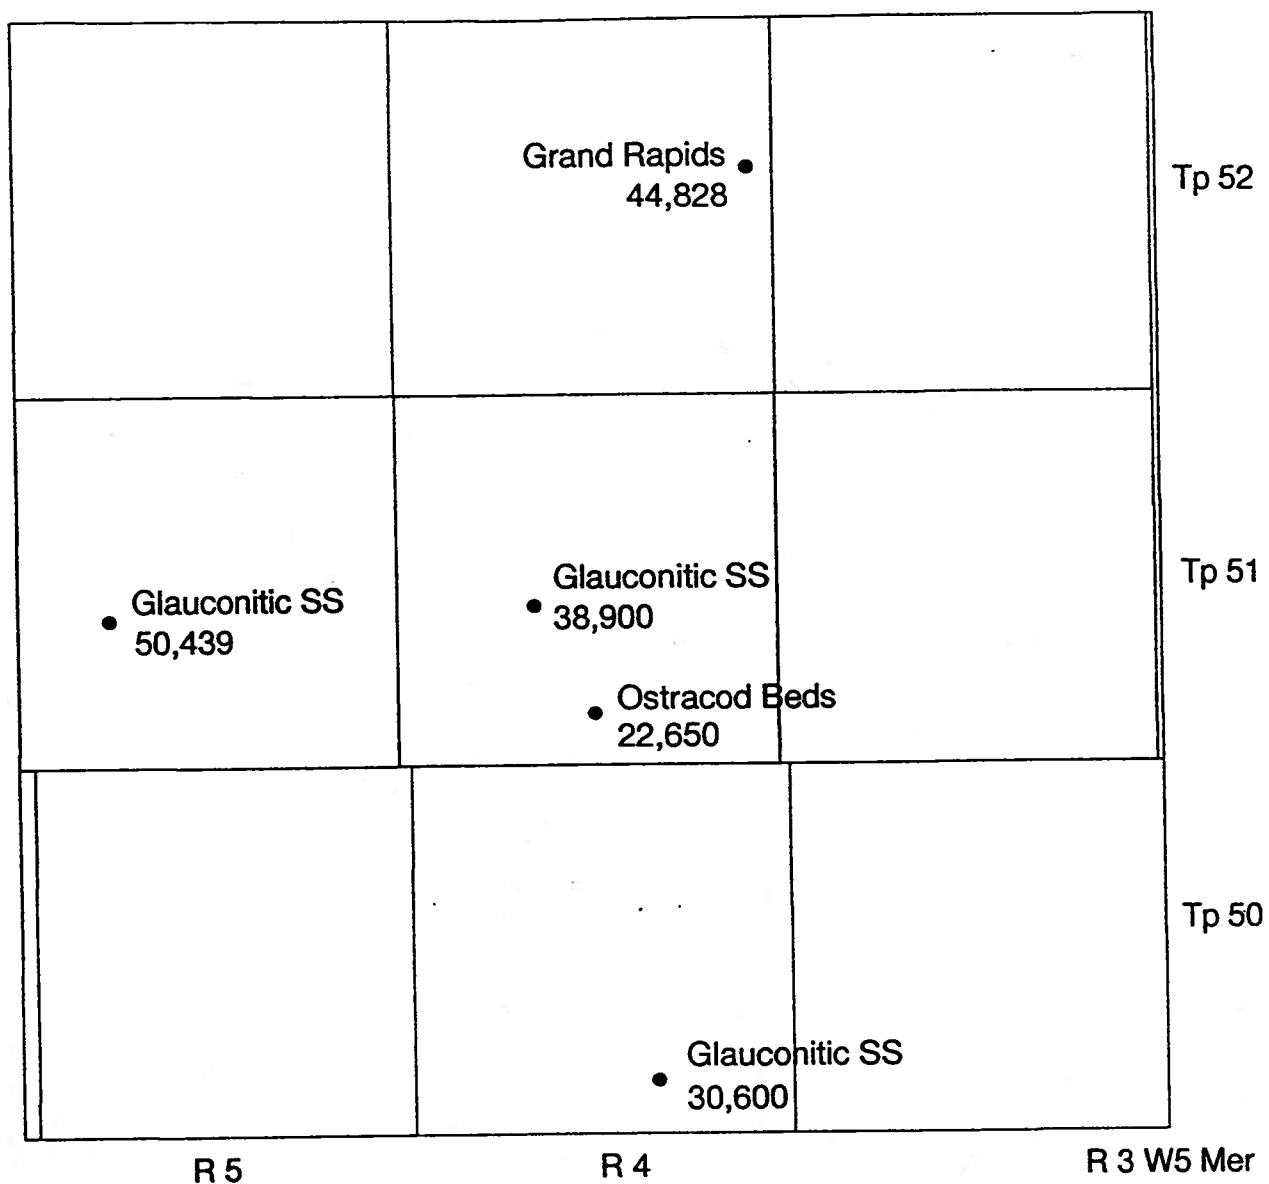 Grand Rapids
44,828
Tp 52
Glauconitic SS
50,439
Glauconitic SS
38,900
Tp 51
Ostracod Beds
22,650
Tp 50
Glauconitic SS
30,600
R 5
R 4
R 3 W5 Mer